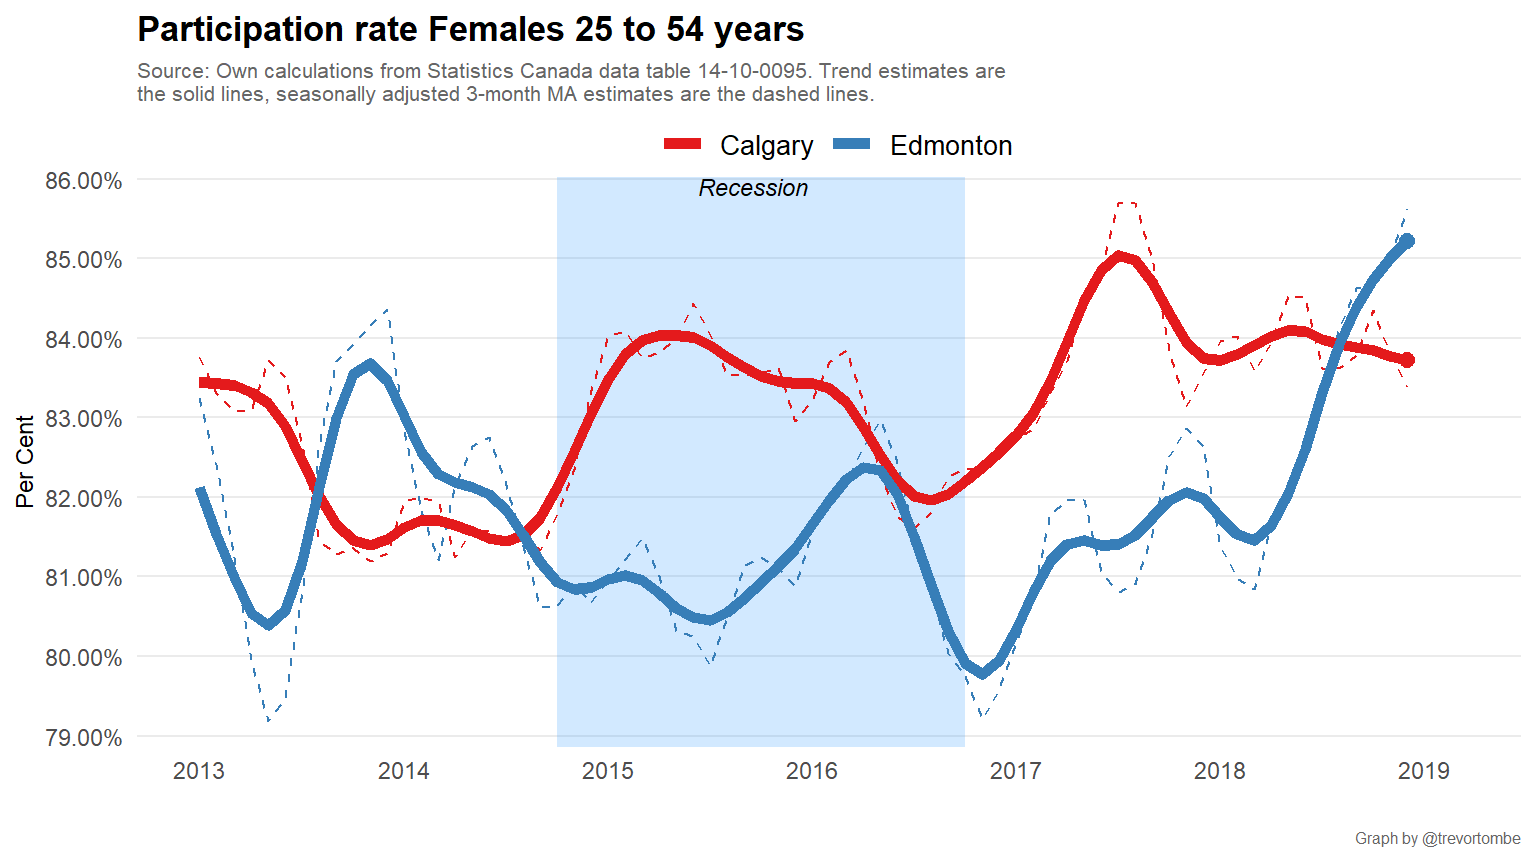 Participation rate Females 25 to 54 years
Source: Own calculations from Statistics Canada data table 14-10-0095. Trend estimates are
the solid lines, seasonally adjusted 3-month MA estimates are the dashed lines.
Calgary Edmonton
Recession
86.00%
85.00%
84.00%
83.00%
82.00%
81.00%
80.00%
79.00%
Per Cent
2013 2014 2015 2016 2017 2018 2019
Graph by @trevortombe